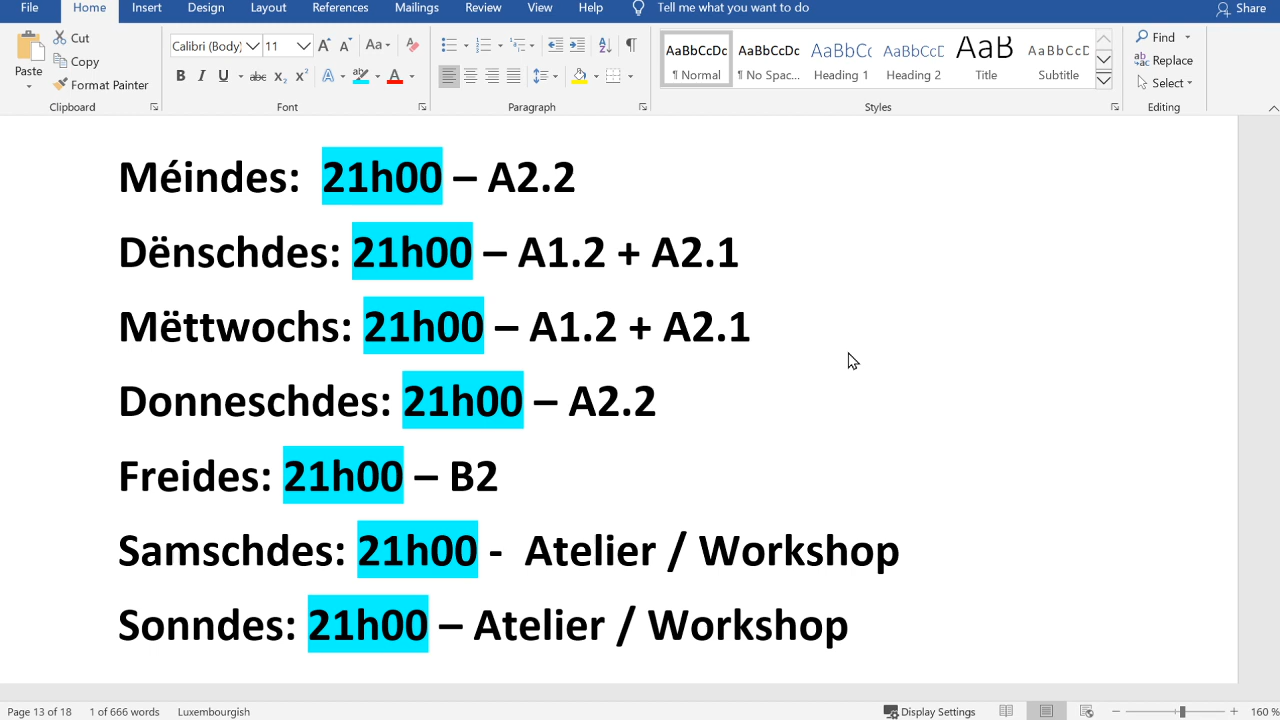 File Home Insert Design Layout References Mailings Review View Help Tell me what you want to do Share
Paste Cut Copy Format Painter Clipboard
Calibri (Body) 11 Font
Paragraph
AaBbCcDc ¶ Normal AaBbCcDc ¶ No Spac... AaBbCc Heading 1 AaBbCcD Heading 2 AaB Title AaBbCcD Subtitle Styles
Find Replace Select Editing
Méindes: 21h00 – A2.2
Dënschdes: 21h00 – A1.2 + A2.1
Mëttwochs: 21h00 – A1.2 + A2.1
Donneschdes: 21h00 – A2.2
Freides: 21h00 – B2
Samschdes: 21h00 - Atelier / Workshop
Sonndes: 21h00 – Atelier / Workshop
Page 13 of 18 1 of 666 words Luxembourgish Display Settings 160 %